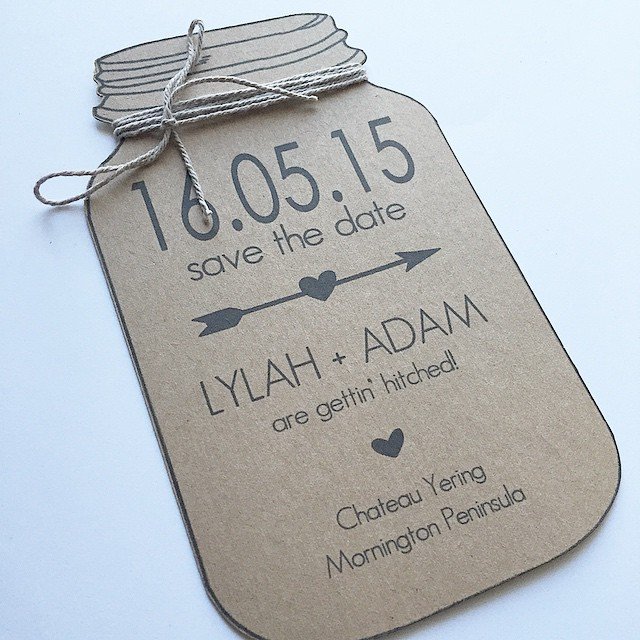 16.05.15
save the date
LYLAH + ADAM
are gettin' hitched!
Chateau Yering
Mornington Peninsula